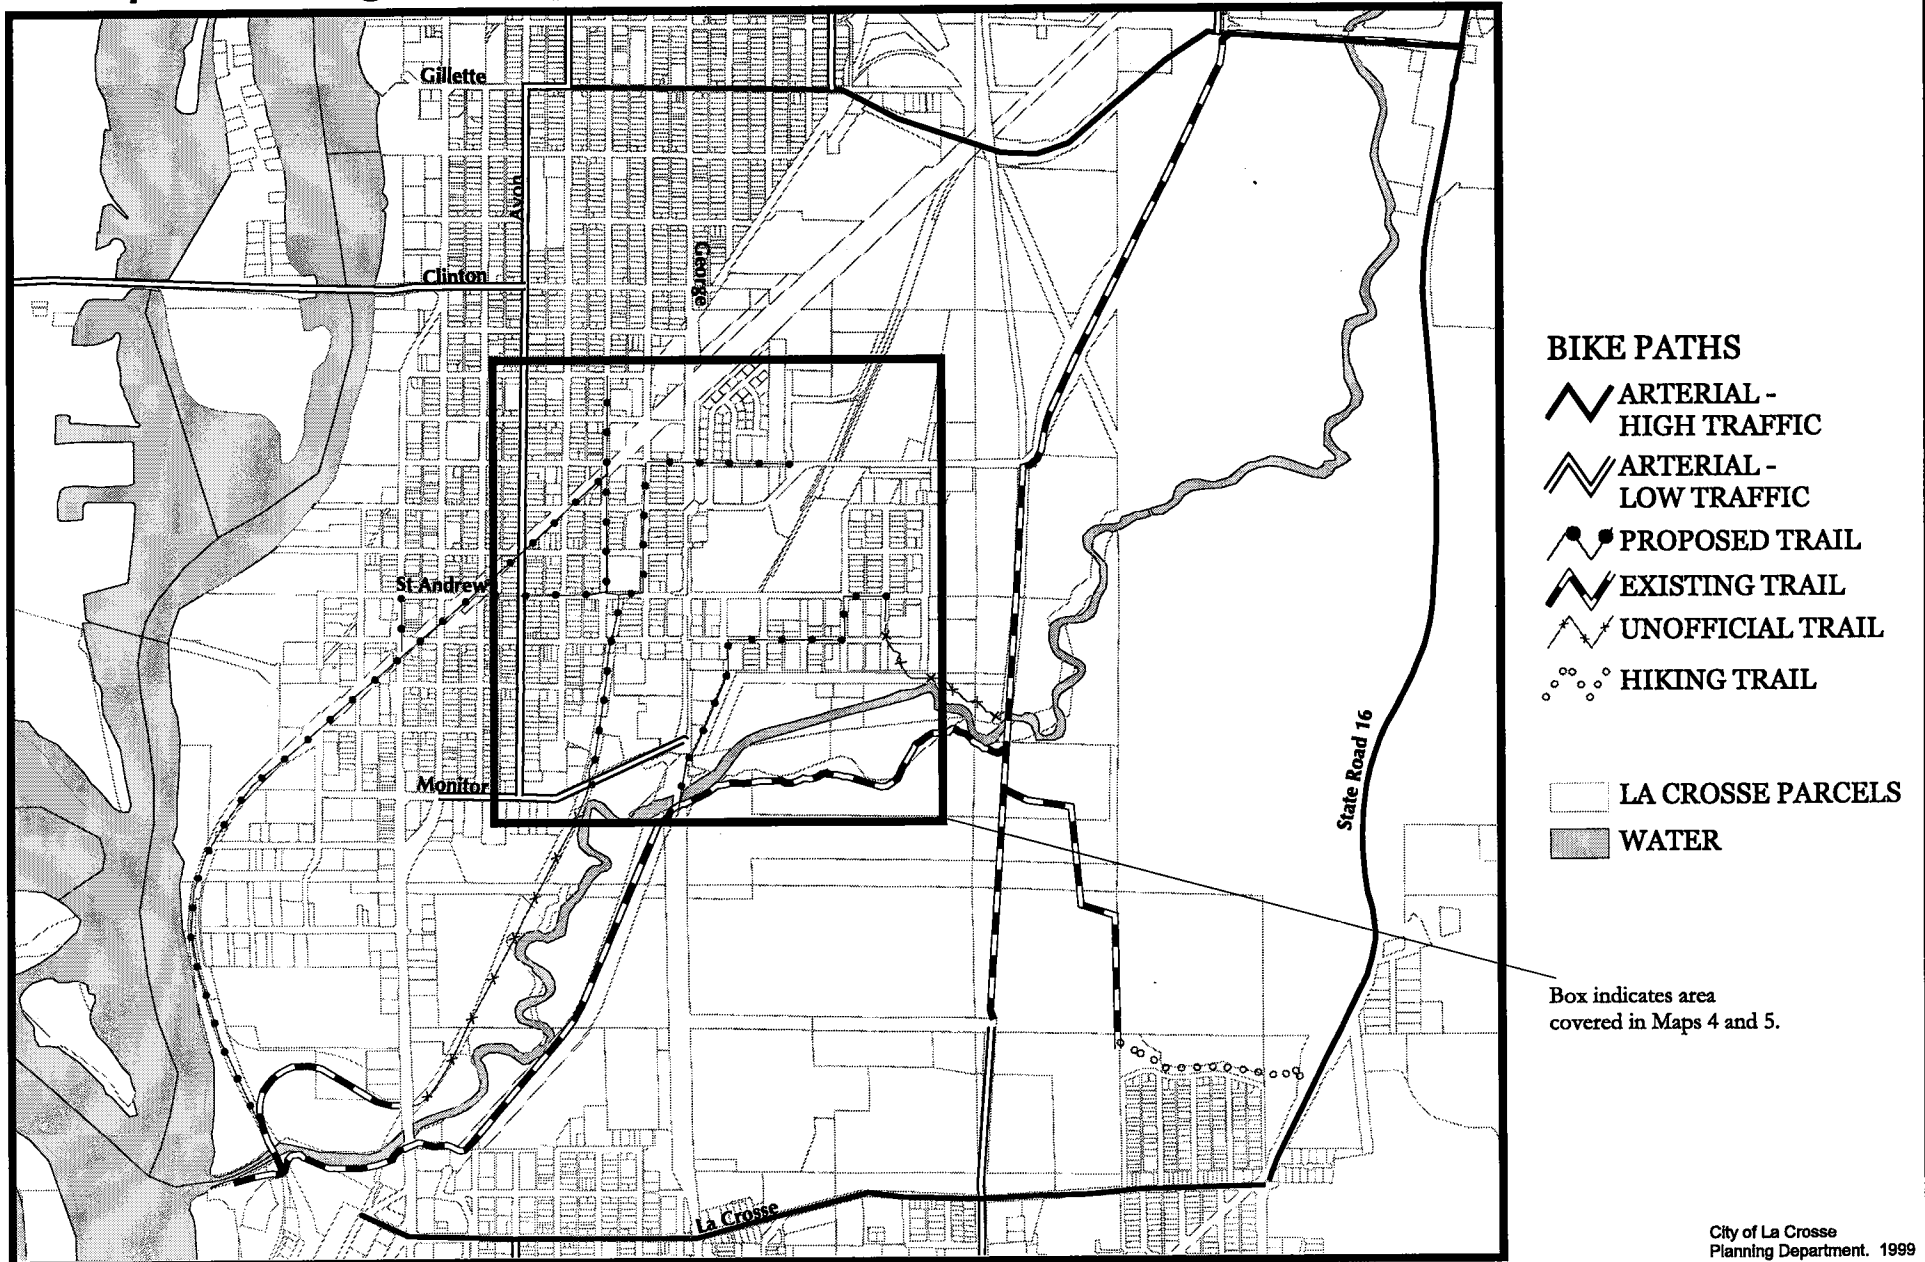 Gillette
Avon
George
Clinton
St Andrew
Monitor
State Road 16
La Crosse
BIKE PATHS
ARTERIAL -
HIGH TRAFFIC
ARTERIAL -
LOW TRAFFIC
PROPOSED TRAIL
EXISTING TRAIL
UNOFFICIAL TRAIL
HIKING TRAIL
LA CROSSE PARCELS
WATER
Box indicates area
covered in Maps 4 and 5.
City of La Crosse
Planning Department. 1999